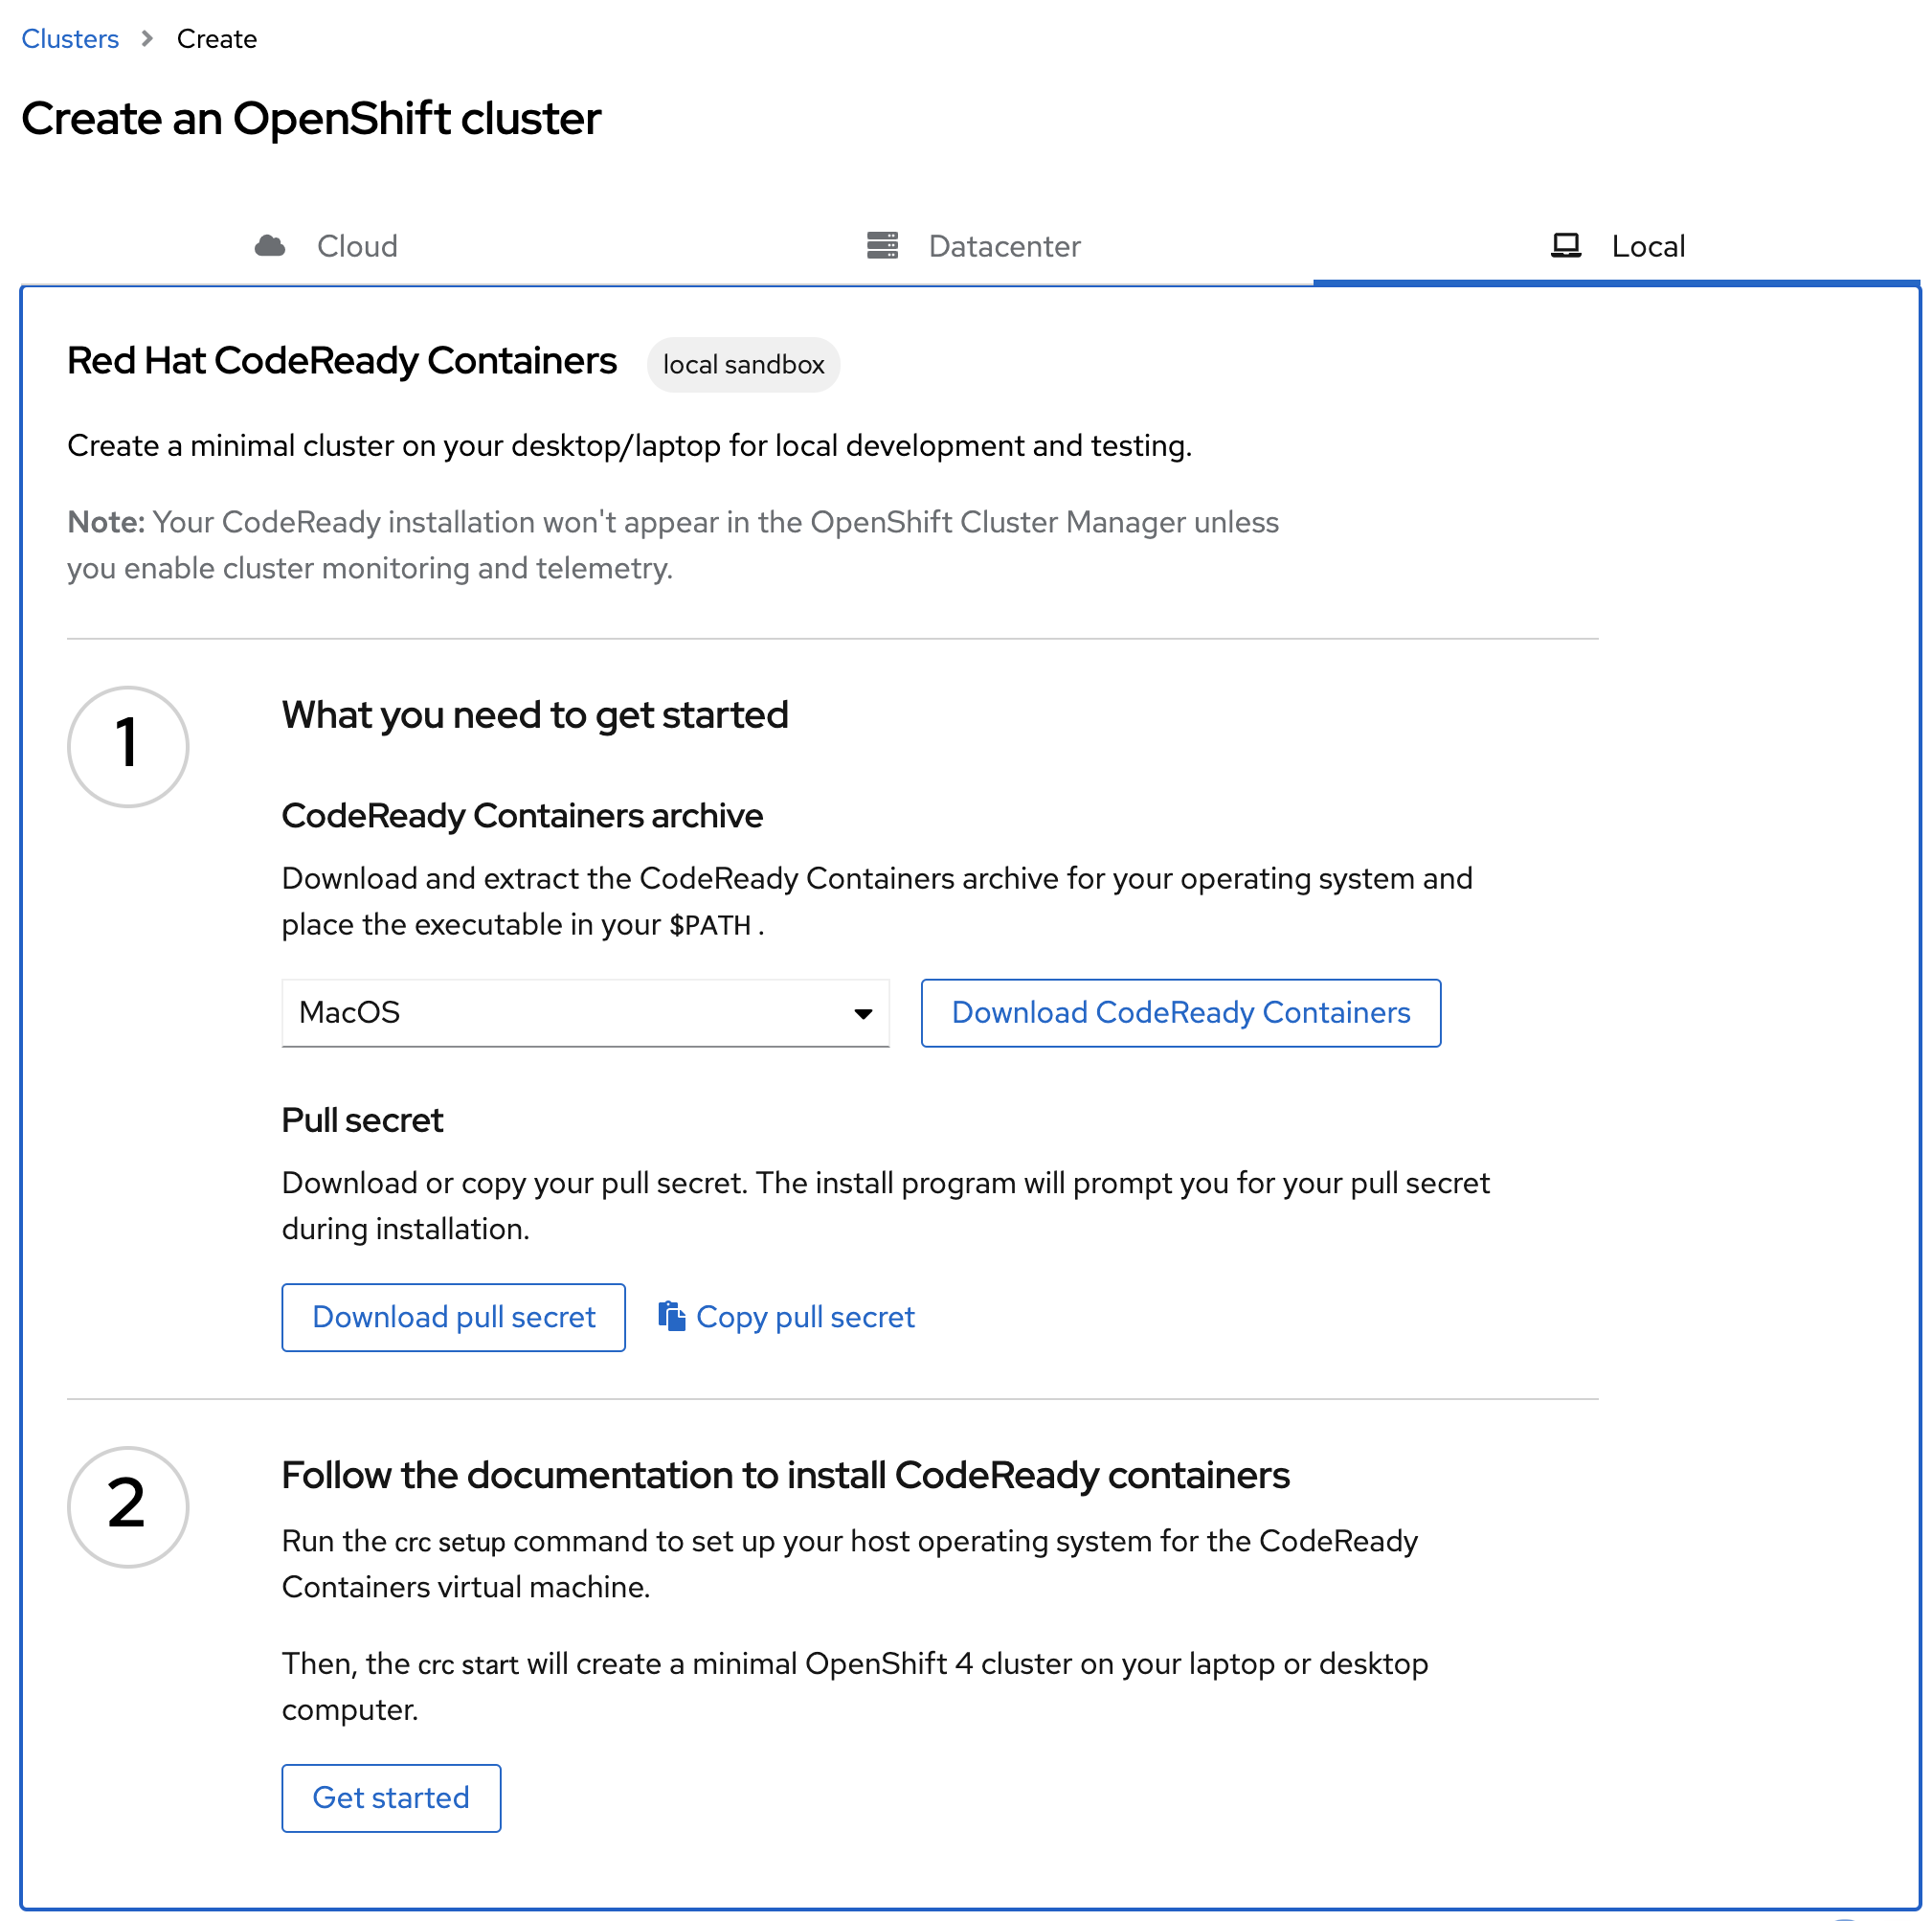 Clusters > Create
Create an OpenShift cluster
Cloud Datacenter Local
Red Hat CodeReady Containers local sandbox
Create a minimal cluster on your desktop/laptop for local development and testing.
Note: Your CodeReady installation won't appear in the OpenShift Cluster Manager unless
you enable cluster monitoring and telemetry.
1 What you need to get started
CodeReady Containers archive
Download and extract the CodeReady Containers archive for your operating system and
place the executable in your $PATH .
MacOS Download CodeReady Containers
Pull secret
Download or copy your pull secret. The install program will prompt you for your pull secret
during installation.
Download pull secret Copy pull secret
2 Follow the documentation to install CodeReady containers
Run the crc setup command to set up your host operating system for the CodeReady
Containers virtual machine.
Then, the crc start will create a minimal OpenShift 4 cluster on your laptop or desktop
computer.
Get started